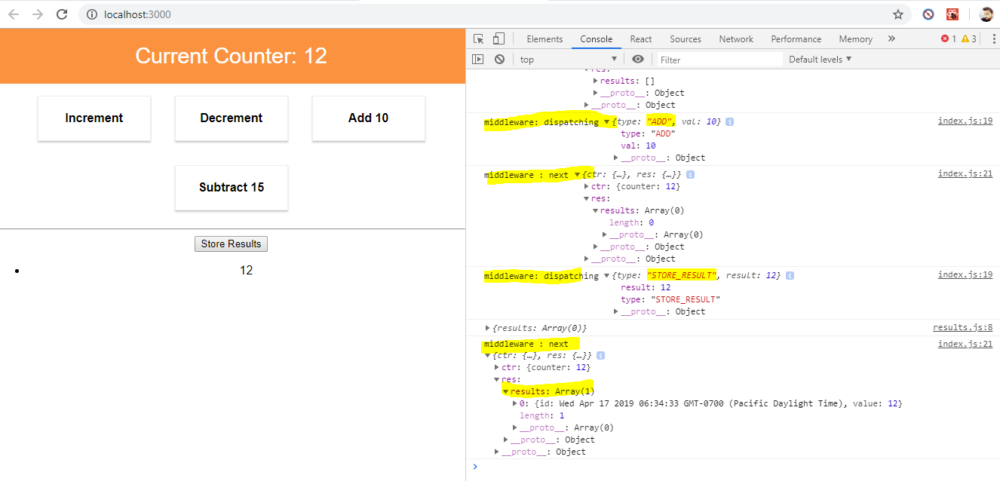 localhost:3000
Current Counter: 12
Increment
Decrement
Add 10
Subtract 15
Store Results
12
Elements Console React Sources Network Performance Memory » 1 3
top Filter Default levels
res:
results: []
__proto__: Object
__proto__: Object
middleware: dispatching {type: "ADD", val: 10} i index.js:19
type: "ADD"
val: 10
__proto__: Object
middleware : next {ctr: {…}, res: {…}} i index.js:21
ctr: {counter: 12}
res:
results: Array(0)
length: 0
__proto__: Array(0)
__proto__: Object
__proto__: Object
middleware: dispatching {type: "STORE_RESULT", result: 12} i index.js:19
result: 12
type: "STORE_RESULT"
__proto__: Object
{results: Array(0)} results.js:8
middleware : next index.js:21
{ctr: {…}, res: {…}} i
ctr: {counter: 12}
res:
results: Array(1)
0: {id: Wed Apr 17 2019 06:34:33 GMT-0700 (Pacific Daylight Time), value: 12}
length: 1
__proto__: Array(0)
__proto__: Object
__proto__: Object